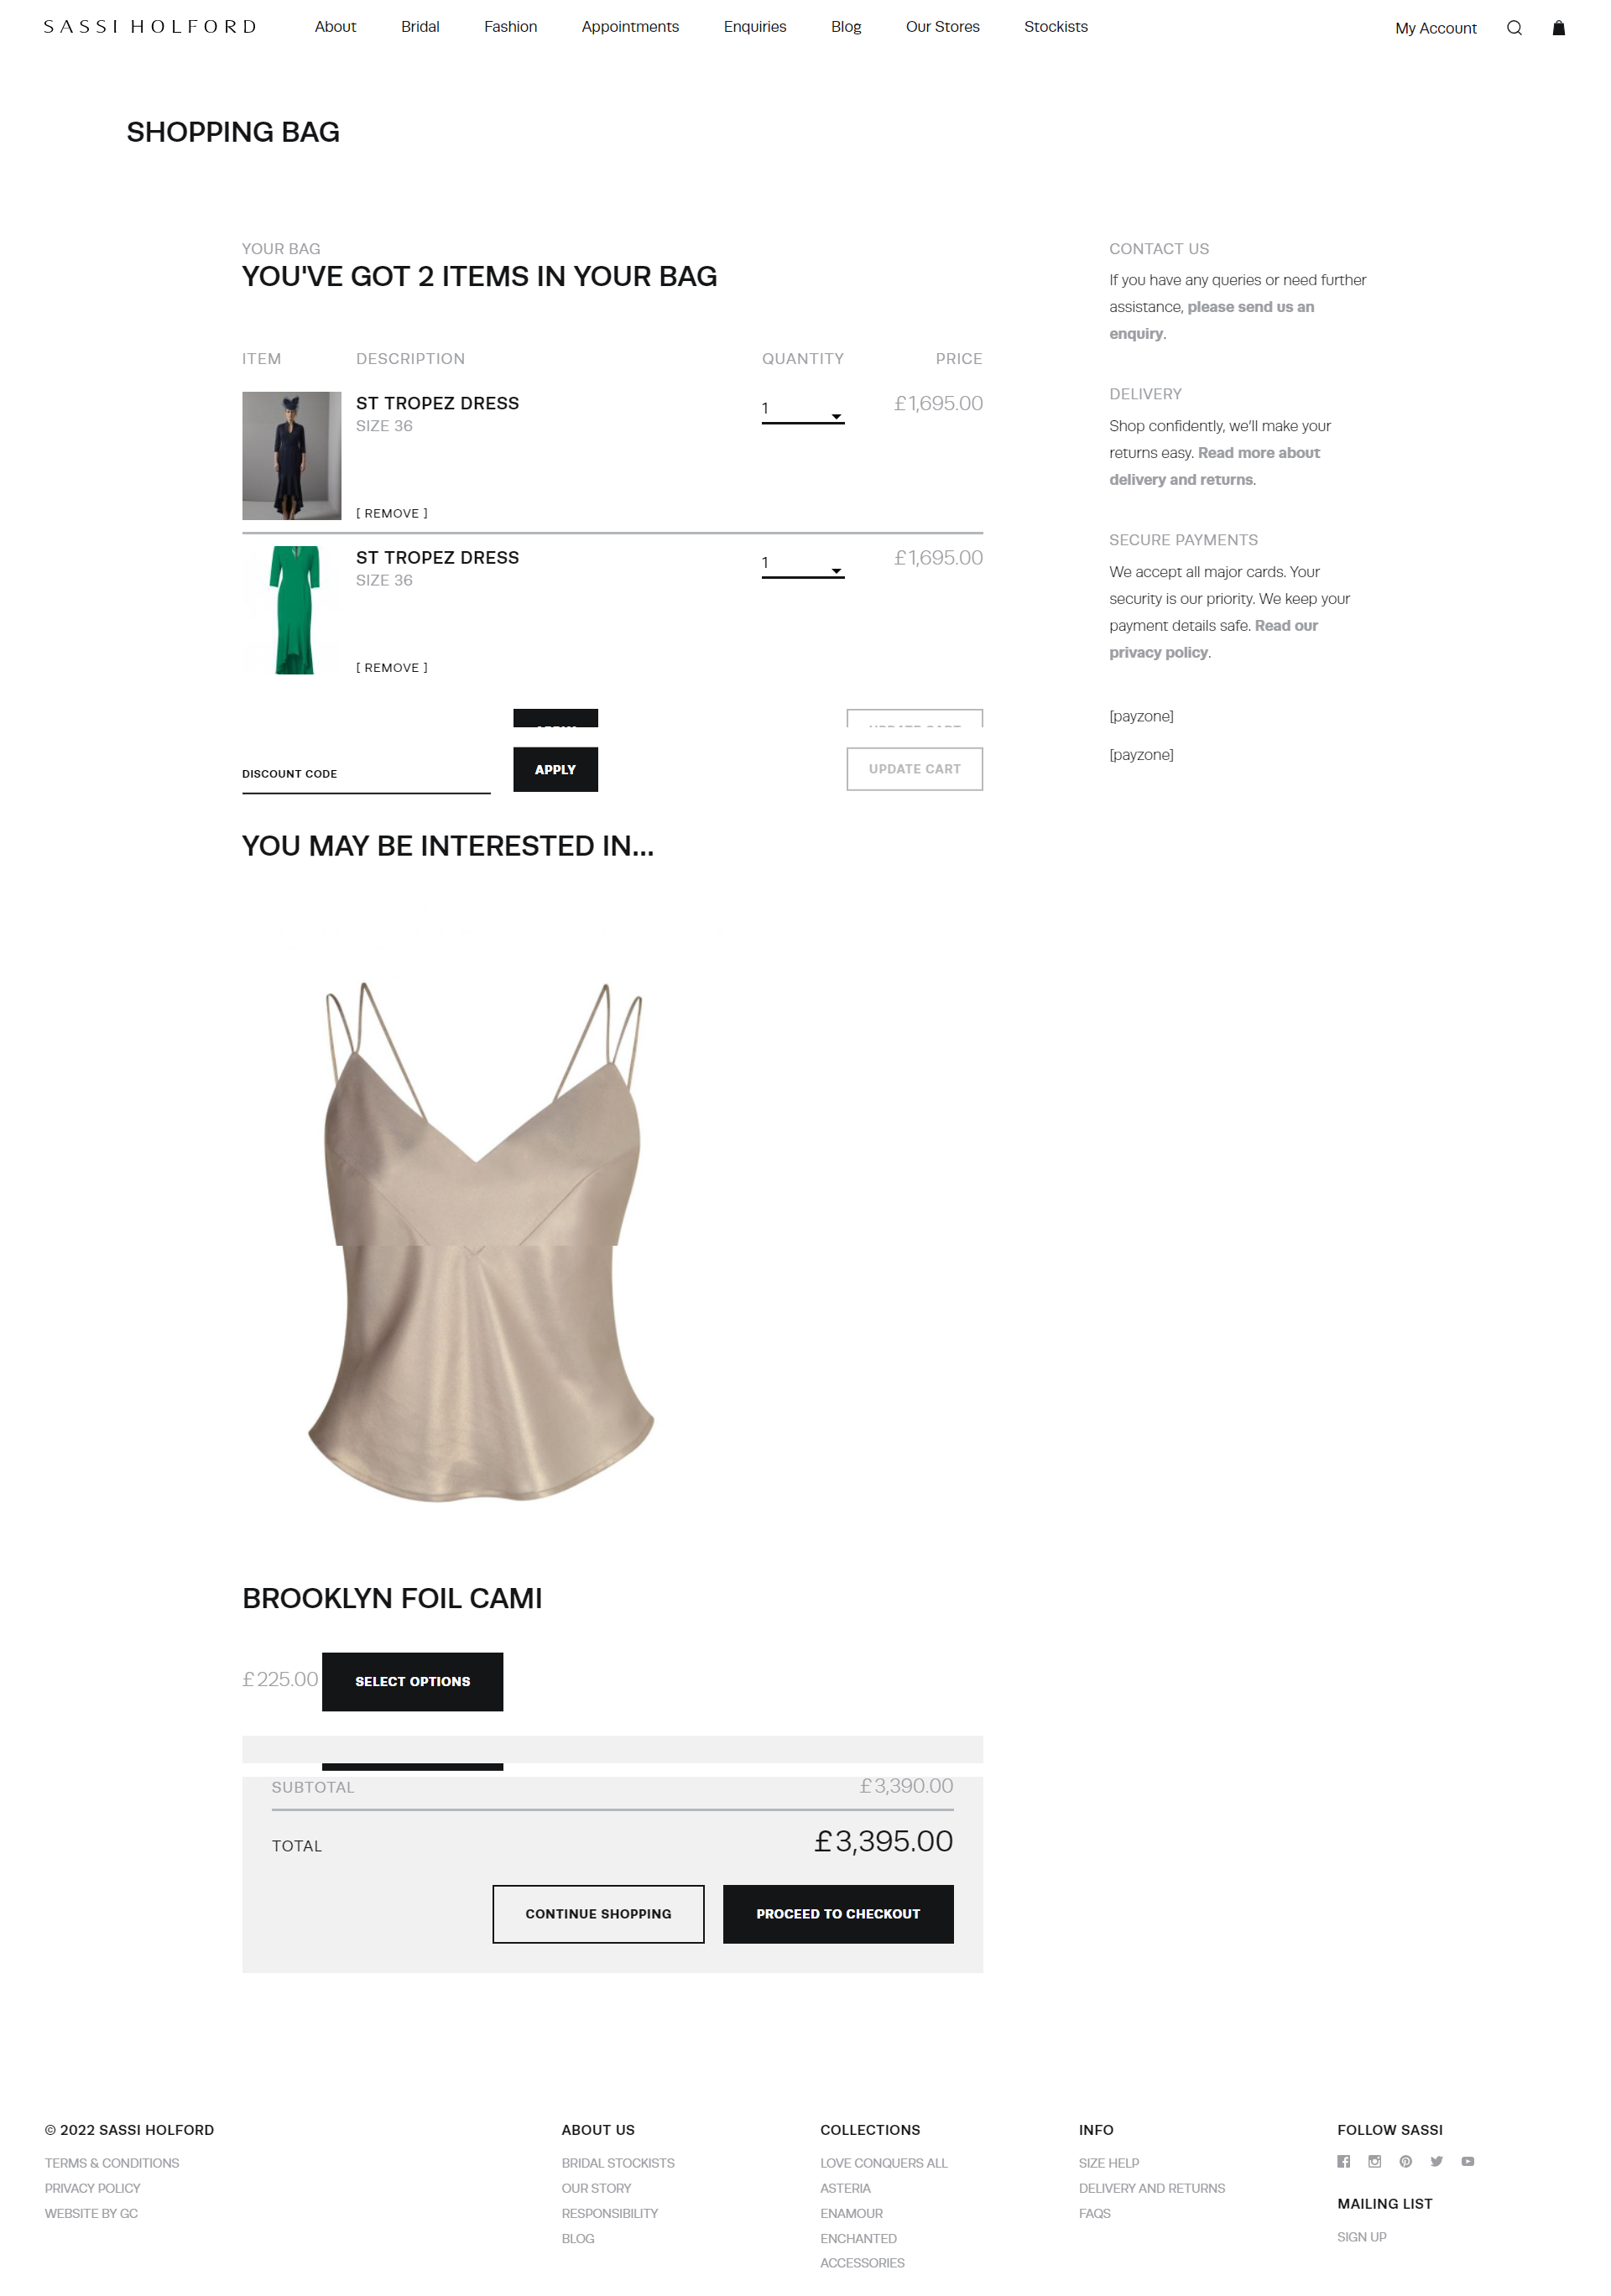 SASSI HOLFORD
About
Bridal
Fashion
Appointments
Enquiries
Blog
Our Stores
Stockists
My Account
SHOPPING BAG
YOUR BAG
YOU'VE GOT 2 ITEMS IN YOUR BAG
ITEM
DESCRIPTION
QUANTITY
PRICE
ST TROPEZ DRESS
SIZE 36
1
£1,695.00
[ REMOVE ]
ST TROPEZ DRESS
SIZE 36
1
£1,695.00
[ REMOVE ]
DISCOUNT CODE
APPLY
UPDATE CART
CONTACT US
If you have any queries or need further
assistance, please send us an
enquiry.
DELIVERY
Shop confidently, we’ll make your
returns easy. Read more about
delivery and returns.
SECURE PAYMENTS
We accept all major cards. Your
security is our priority. We keep your
payment details safe. Read our
privacy policy.
[payzone]
[payzone]
YOU MAY BE INTERESTED IN...
BROOKLYN FOIL CAMI
£225.00
SELECT OPTIONS
SUBTOTAL
£3,390.00
TOTAL
£3,395.00
CONTINUE SHOPPING
PROCEED TO CHECKOUT
© 2022 SASSI HOLFORD
TERMS & CONDITIONS
PRIVACY POLICY
WEBSITE BY GC
ABOUT US
BRIDAL STOCKISTS
OUR STORY
RESPONSIBILITY
BLOG
COLLECTIONS
LOVE CONQUERS ALL
ASTERIA
ENAMOUR
ENCHANTED
ACCESSORIES
INFO
SIZE HELP
DELIVERY AND RETURNS
FAQS
FOLLOW SASSI
MAILING LIST
SIGN UP